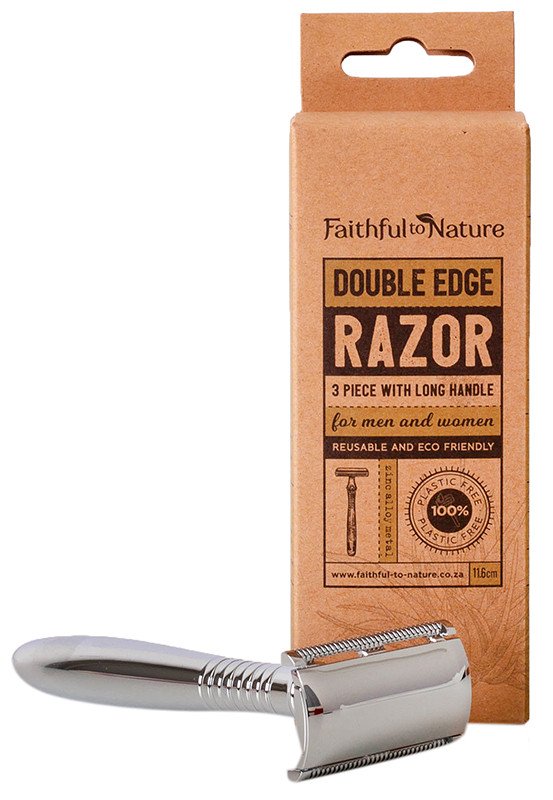 Faithful to Nature
DOUBLE EDGE
RAZOR
3 PIECE WITH LONG HANDLE
for men and women
REUSABLE AND ECO FRIENDLY
zinc alloy metal
PLASTIC FREE
100%
PLASTIC FREE
www.faithful-to-nature.co.za
11.6cm